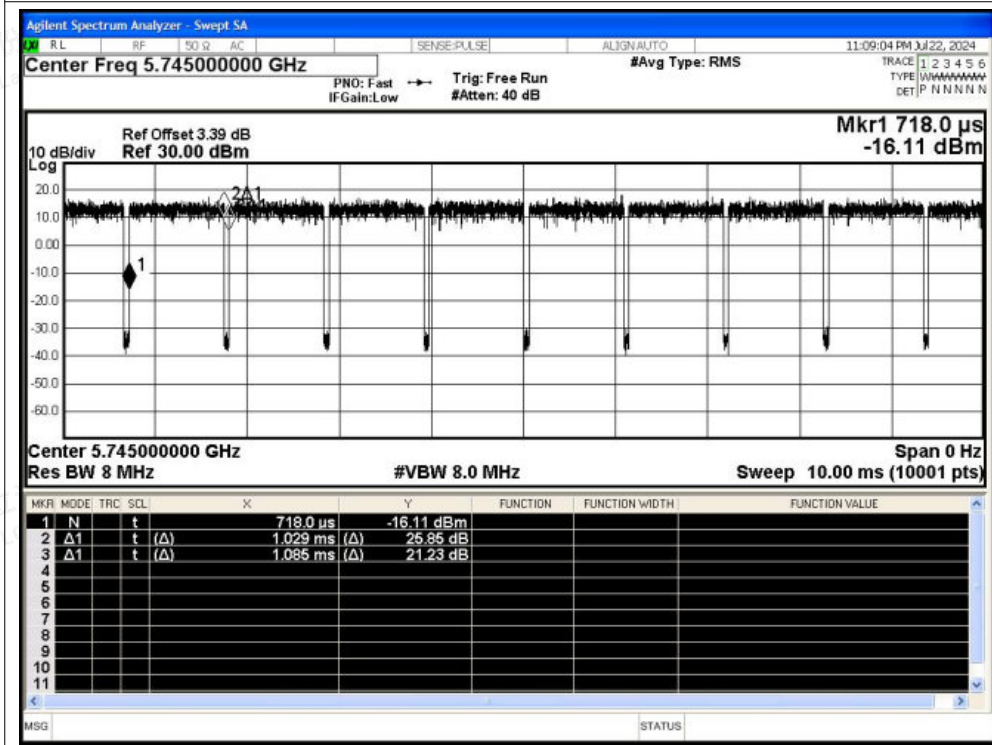 Agilent Spectrum Analyzer - Swept SA
LXI RL RF 50 Ω AC SENSE:PULSE ALIGN AUTO 11:09:04 PM Jul 22, 2024
Center Freq 5.745000000 GHz #Avg Type: RMS TRACE 1 2 3 4 5 6
PNO: Fast Trig: Free Run TYPE WWWWWW
IFGain:Low #Atten: 40 dB DET P N N N N N
Mkr1 718.0 µs
-16.11 dBm
Ref Offset 3.39 dB
10 dB/div Ref 30.00 dBm
Log
20.0
2Δ1
10.0
0.00
1
-10.0
-20.0
-30.0
-40.0
-50.0
-60.0
Center 5.745000000 GHz Span 0 Hz
Res BW 8 MHz #VBW 8.0 MHz Sweep 10.00 ms (10001 pts)
MKR MODE TRC SCL X Y FUNCTION FUNCTION WIDTH FUNCTION VALUE
1 N t 718.0 µs -16.11 dBm
2 Δ1 t (Δ) 1.029 ms (Δ) 25.85 dB
3 Δ1 t (Δ) 1.085 ms (Δ) 21.23 dB
4
5
6
7
8
9
10
11
MSG STATUS